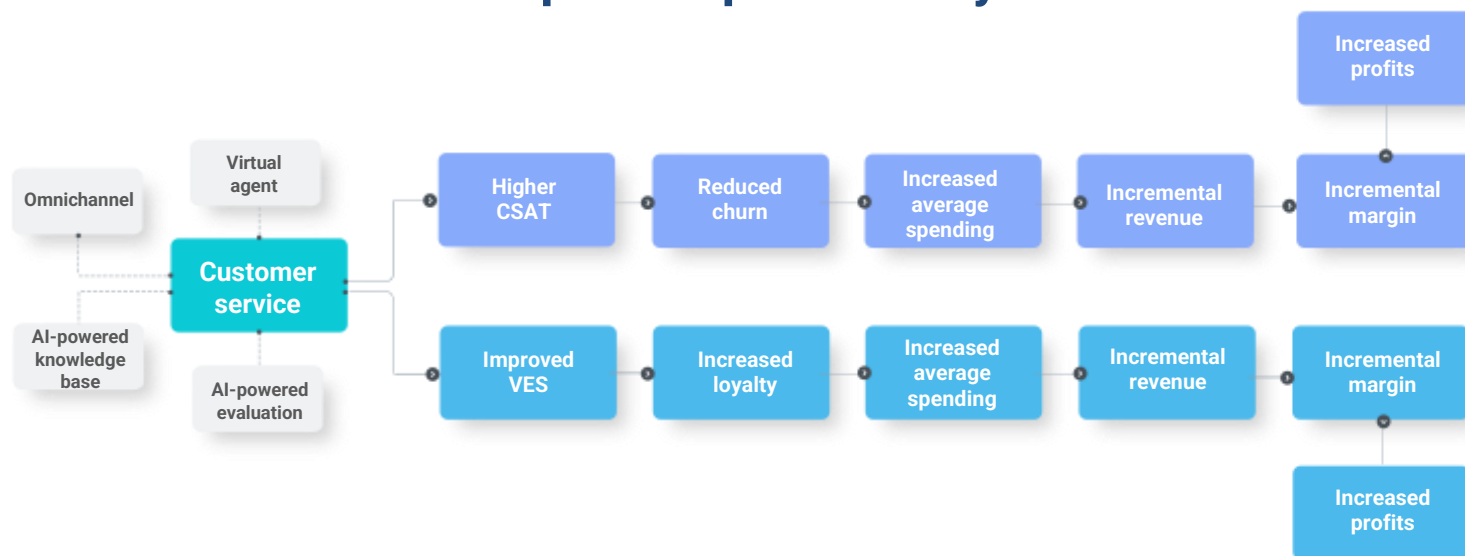 Increased
profits
Virtual
agent
Omnichannel
Customer
service
AI-powered
knowledge
base
AI-powered
evaluation
Higher
CSAT
Reduced
churn
Increased
average
spending
Incremental
revenue
Incremental
margin
Improved
VES
Increased
loyalty
Increased
average
spending
Incremental
revenue
Incremental
margin
Increased
profits